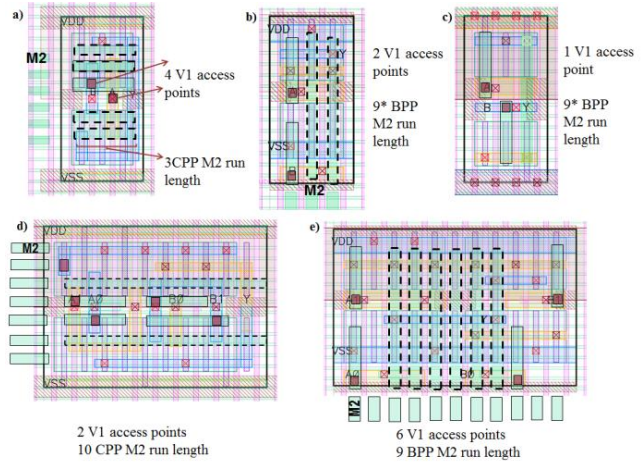 a)
VDD
M2
B
A
VSS
4 V1 access
points
3CPP M2 run
length
b)
VDD
Y
A
VSS
M2
2 V1 access
points
9* BPP
M2 run
length
c)
A
B
Y
1 V1 access
point
9* BPP
M2 run
length
d)
VDD
M2
A0
B0
B1
Y
VSS
2 V1 access points
10 CPP M2 run length
e)
VDD
VSS
A0
B0
M2
6 V1 access points
9 BPP M2 run length